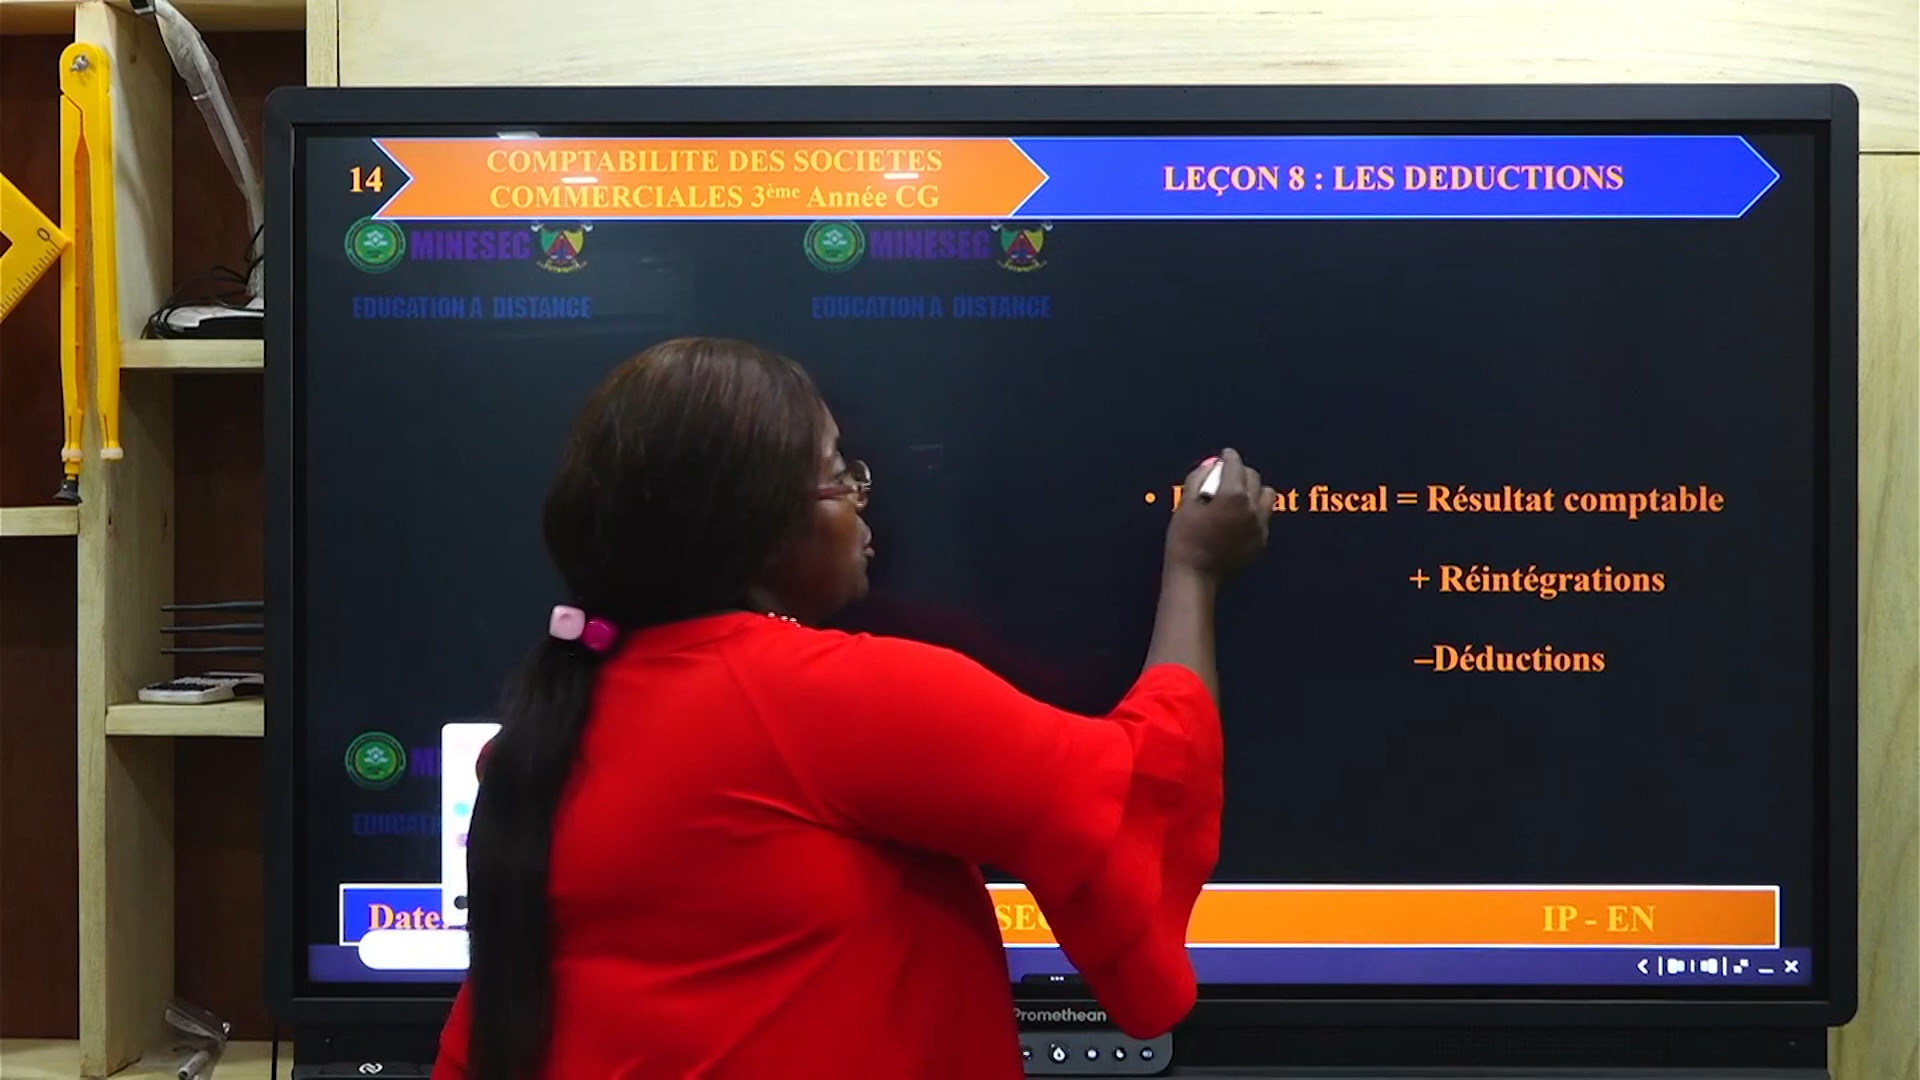 14
COMPTABILITE DES SOCIETES
COMMERCIALES 3ème Année CG
LEÇON 8 : LES DEDUCTIONS
MINESEC
MINESEC
EDUCATION A DISTANCE
EDUCATION A DISTANCE
• fiscal = Résultat comptable
+ Réintégrations
–Déductions
Date:
IP - EN
Promethean